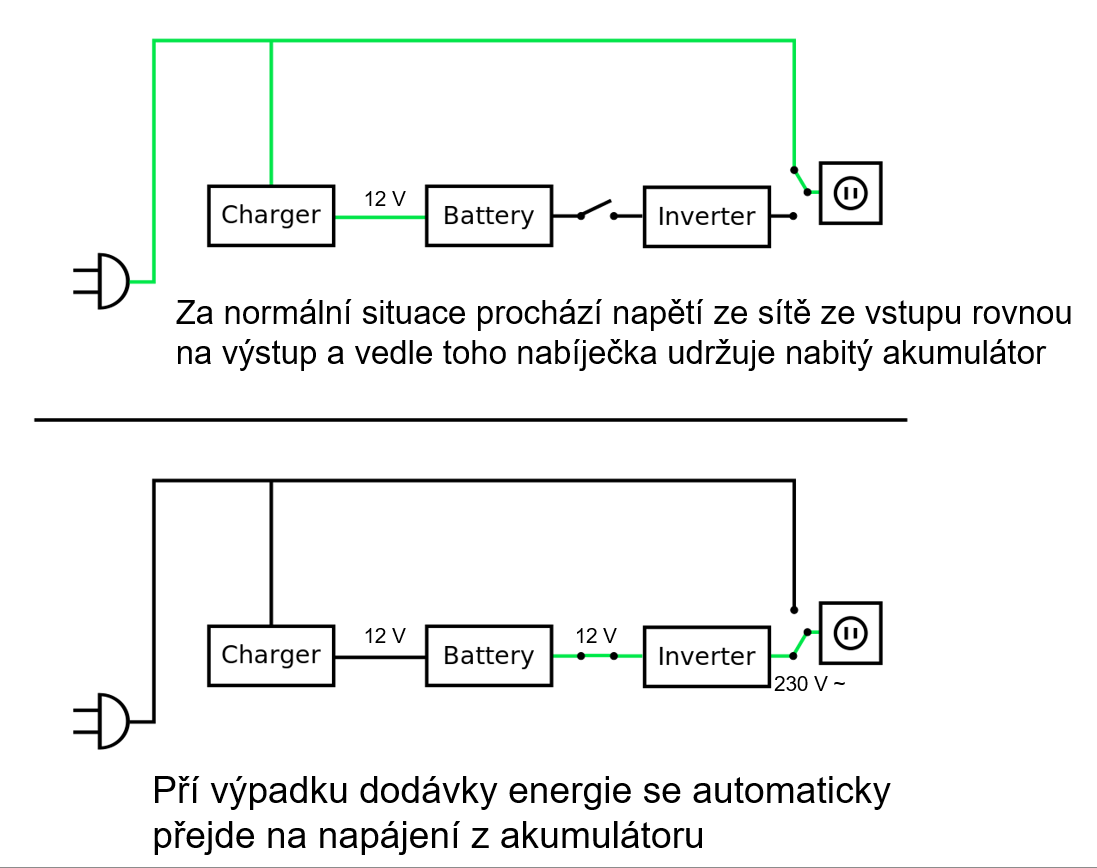 12 V
Charger
Battery
Inverter
Za normální situace prochází napětí ze sítě ze vstupu rovnou
na výstup a vedle toho nabíječka udržuje nabitý akumulátor
12 V
12 V
Charger
Battery
Inverter
230 V ~
Pří výpadku dodávky energie se automaticky
přejde na napájení z akumulátoru